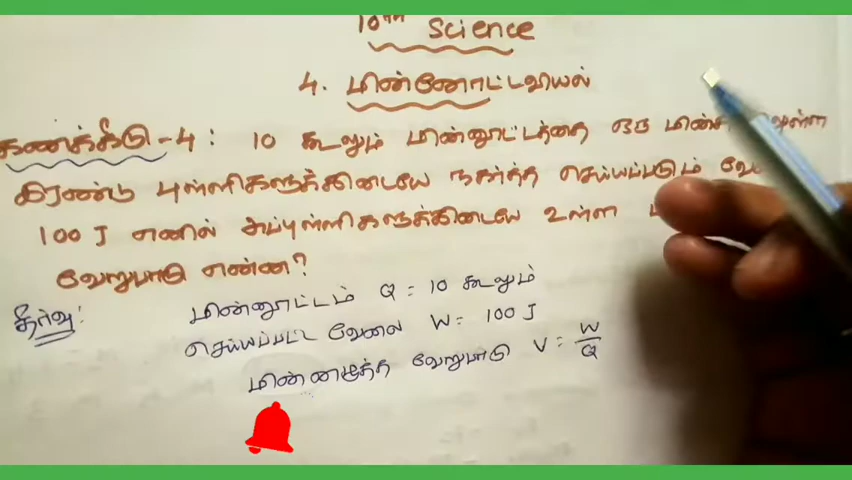 10th Science
4. மின்னோட்டவியல்
கணக்கீடு-4: 10 கூலும் மின்னூட்டத்தை ஒரு
இரண்டு புள்ளிகளுக்கிடையே நகர்த்த செய்யப்படும்
100 J எனில் அப்புள்ளிகளுக்கிடையே உள்ள
வேறுபாடு என்ன?
தீர்வு: மின்னூட்டம் Q = 10 கூலும்
செய்யப்பட்ட வேலை W = 100 J
மின்னழுத்த வேறுபாடு V = W/Q